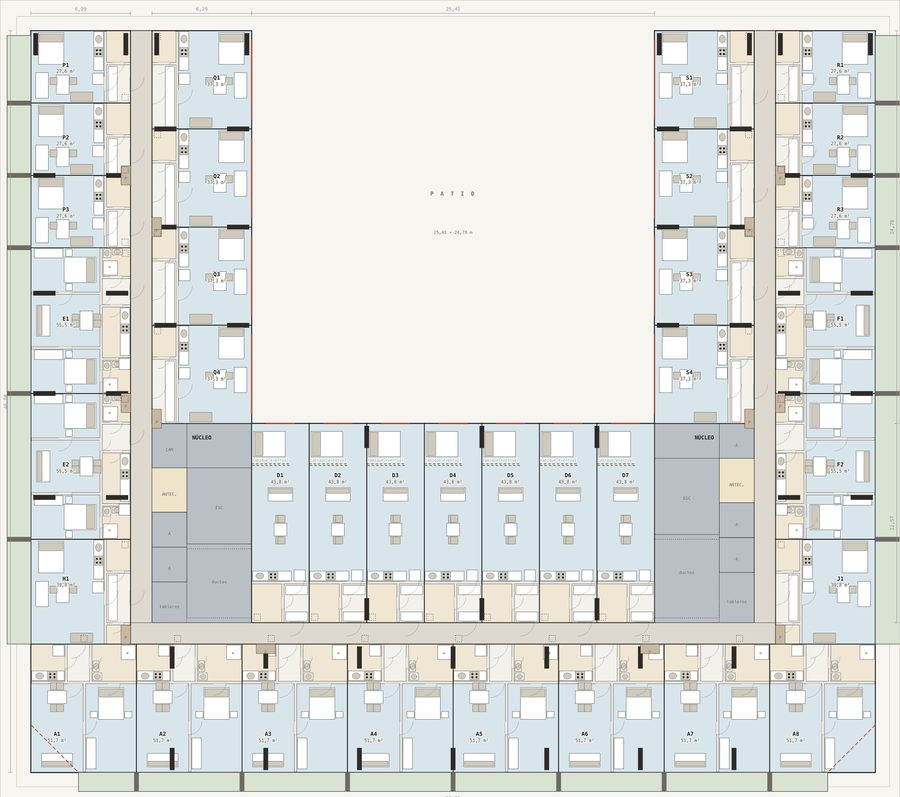 6,29
6,29
25,41
P1
27,6 m²
Q1
S1
37,3 m²
R1
27,6 m²
P2
27,6 m²
Q2
37,3 m²
PATIO
25,41 × 24,78 m
S2
37,3 m²
R2
27,6 m²
P3
27,6 m²
S3
37,3 m²
R3
27,6 m²
24,78
Q3
37,3 m²
E1
55,5 m²
F1
55,5 m²
Q4
37,3 m²
S4
37,3 m²
NÚCLEO
NÚCLEO
E2
55,5 m²
ANTEC.
ESC
D1
43,8 m²
D2
43,8 m²
D3
43,8 m²
D4
43,8 m²
D5
43,8 m²
D6
43,8 m²
D7
43,8 m²
ESC
ANTEC.
A
F2
55,5 m²
A
A
12,57
H1
39,8 m²
ductos
ductos
J1
39,8 m²
tableros
tableros
A1
51,7 m²
A2
51,7 m²
A3
51,7 m²
A4
51,7 m²
A5
51,7 m²
A6
51,7 m²
A7
51,7 m²
A8
51,7 m²